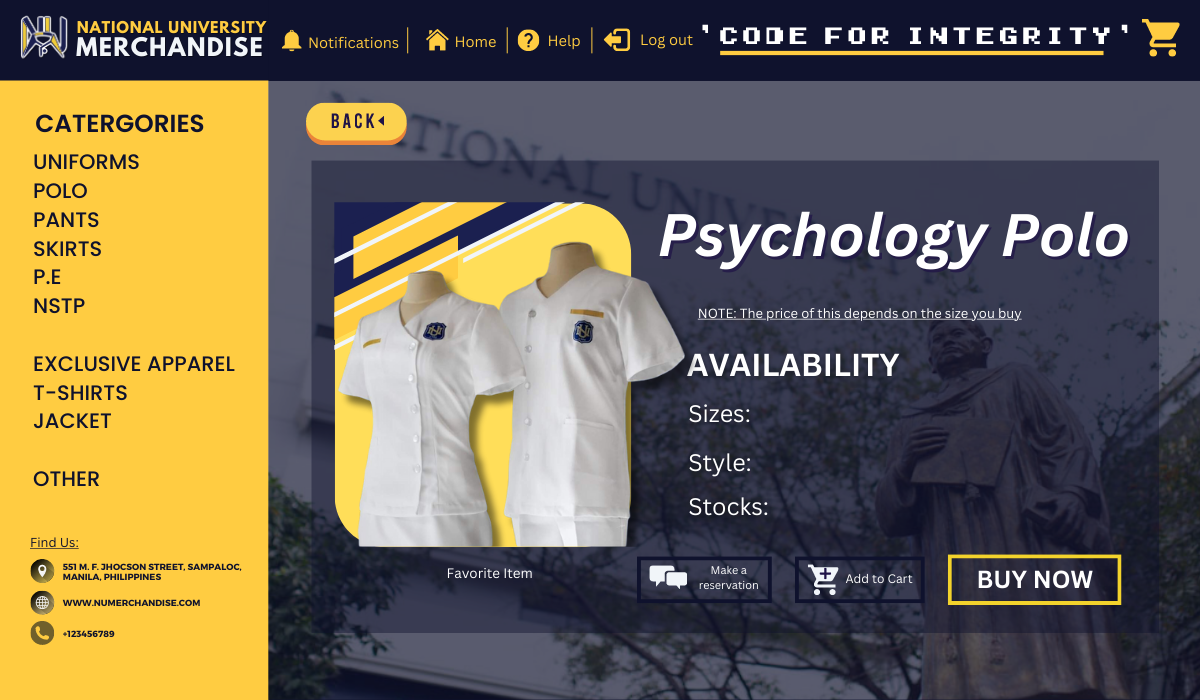 NATIONAL UNIVERSITY
MERCHANDISE
Notifications
Home
Help
Log out
'CODE FOR INTEGRITY'
CATERGORIES
UNIFORMS
POLO
PANTS
SKIRTS
P.E
NSTP
EXCLUSIVE APPAREL
T-SHIRTS
JACKET
OTHER
Find Us:
551 M. F. JHOCSON STREET, SAMPALOC,
MANILA, PHILIPPINES
WWW.NUMERCHANDISE.COM
+123456789
BACK
NATIONAL UNIVE
Psychology Polo
NOTE: The price of this depends on the size you buy
AVAILABILITY
Sizes:
Style:
Stocks:
Favorite Item
Make a
reservation
Add to Cart
BUY NOW